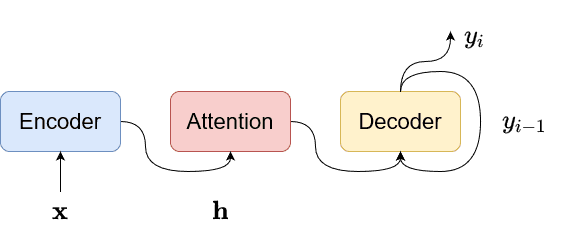 y_i
Encoder Attention Decoder y_{i-1}
x h